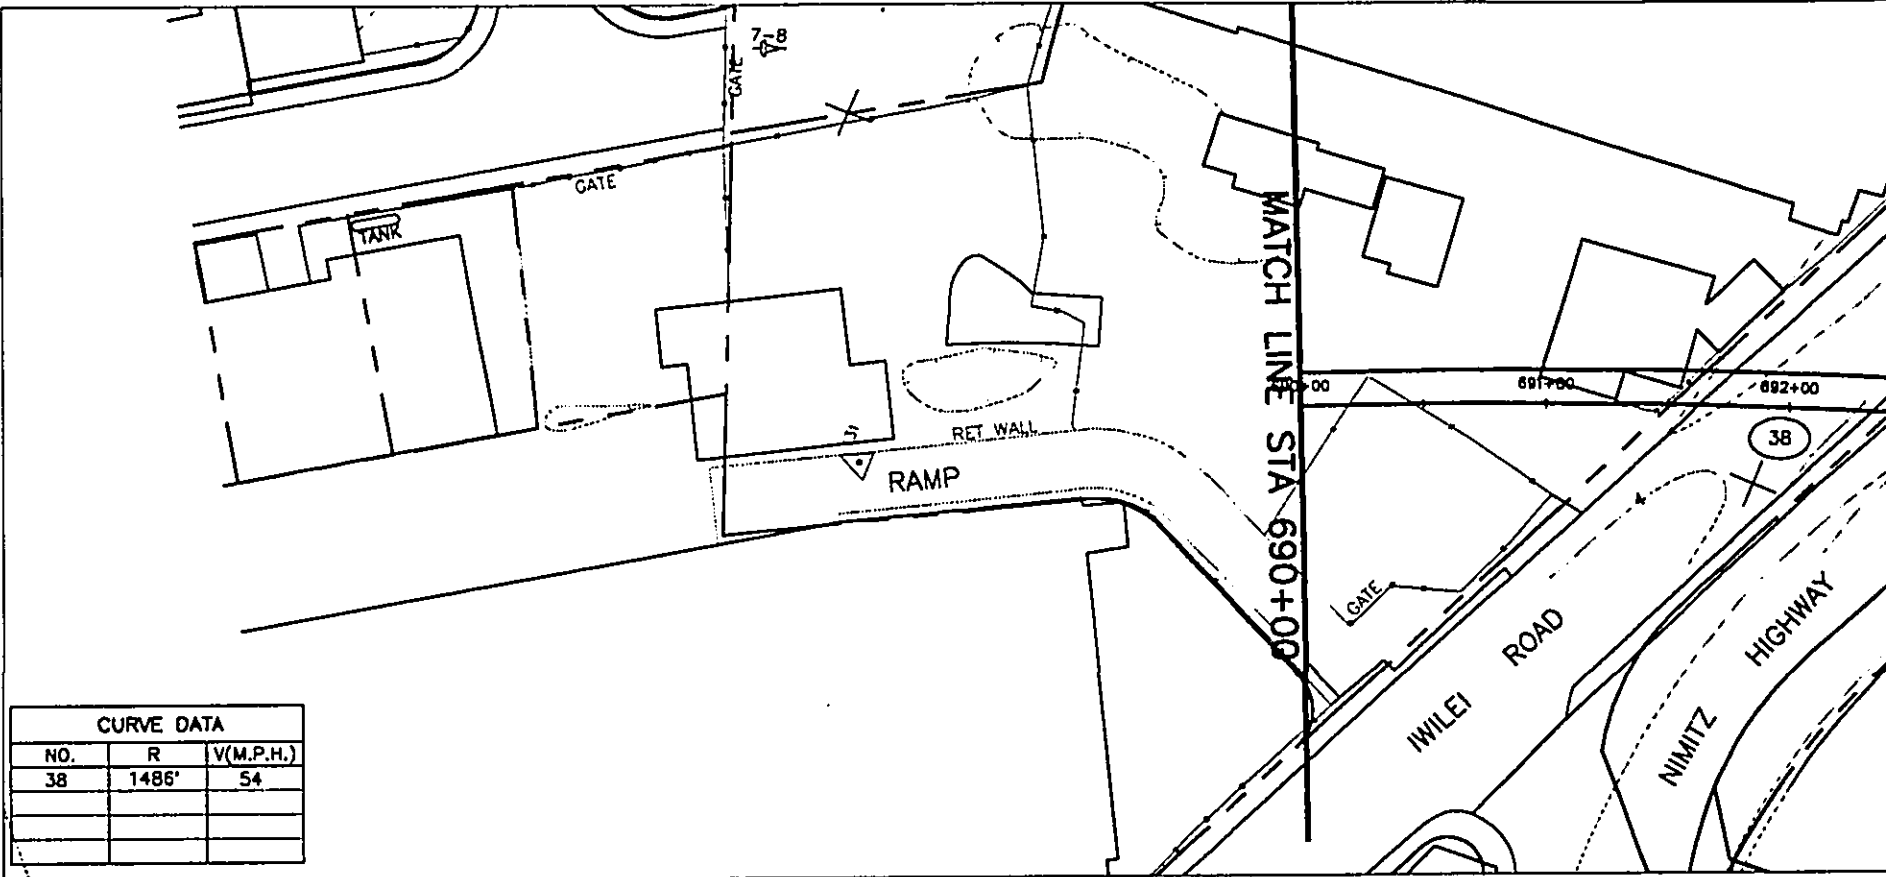 7-8
GATE
GATE
TANK
MATCH LINE STA 690+00
691+00
692+00
38
RET WALL
RAMP
GATE
IWILEI ROAD
NIMITZ HIGHWAY
CURVE DATA
NO. R V(M.P.H.)
38 1486' 54